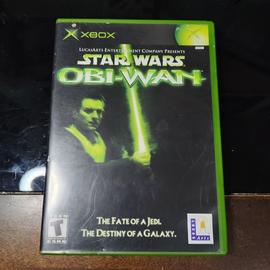 XBOX
LucasArts Entertainment Company Presents
STAR WARS
OBI-WAN
The Fate of a Jedi.
The Destiny of a Galaxy.
T